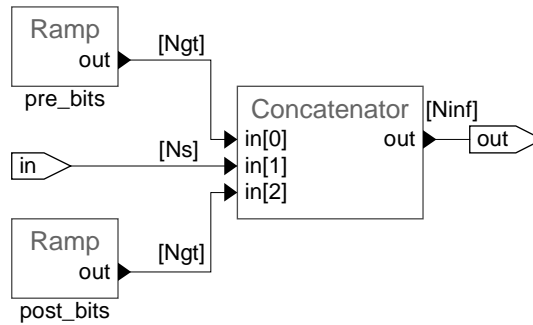 Ramp
out
pre_bits
[Ngt]
in
[Ns]
Ramp
out
post_bits
[Ngt]
Concatenator
in[0]
in[1]
in[2]
out
[Ninf]
out